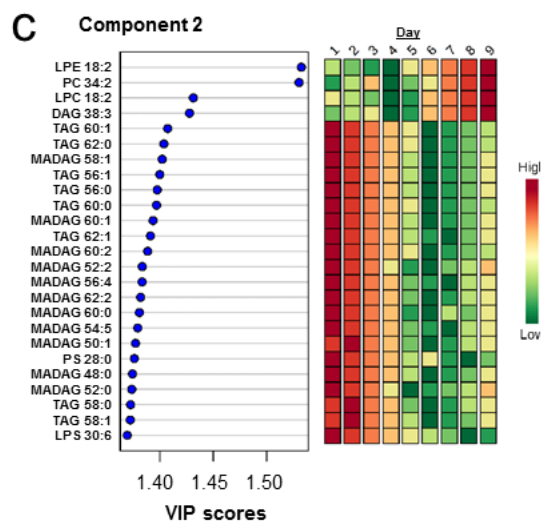 C
Component 2
Day
1 2 3 4 5 6 7 8 9
LPE 18:2
PC 34:2
LPC 18:2
DAG 38:3
TAG 60:1
TAG 62:0
MADAG 58:1
TAG 56:1
TAG 56:0
TAG 60:0
MADAG 60:1
TAG 62:1
MADAG 60:2
MADAG 52:2
MADAG 56:4
MADAG 62:2
MADAG 60:0
MADAG 54:5
MADAG 50:1
PS 28:0
MADAG 48:0
MADAG 52:0
TAG 58:0
TAG 58:1
LPS 30:6
High
Low
1.40 1.45 1.50
VIP scores